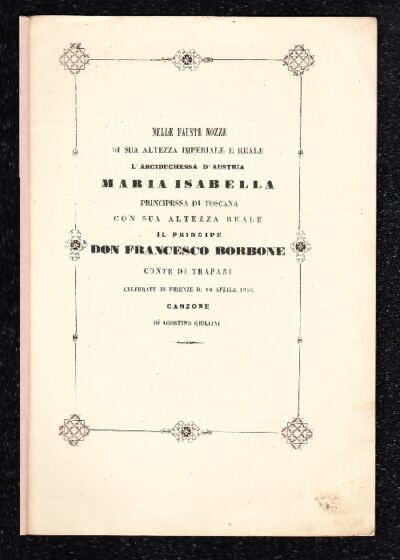 NELLE FAUSTE NOZZE
DI SUA ALTEZZA IMPERIALE E REALE
L'ARCIDUCHESSA D'AUSTRIA
MARIA ISABELLA
PRINCIPESSA DI TOSCANA
CON SUA ALTEZZA REALE
IL PRINCIPE
DON FRANCESCO BORBONE
CONTE DI TRAPANI
CELEBRATE IN FIRENZE IL 10 APRILE 1850.
CANZONE
DI AGOSTINO GIULIANI